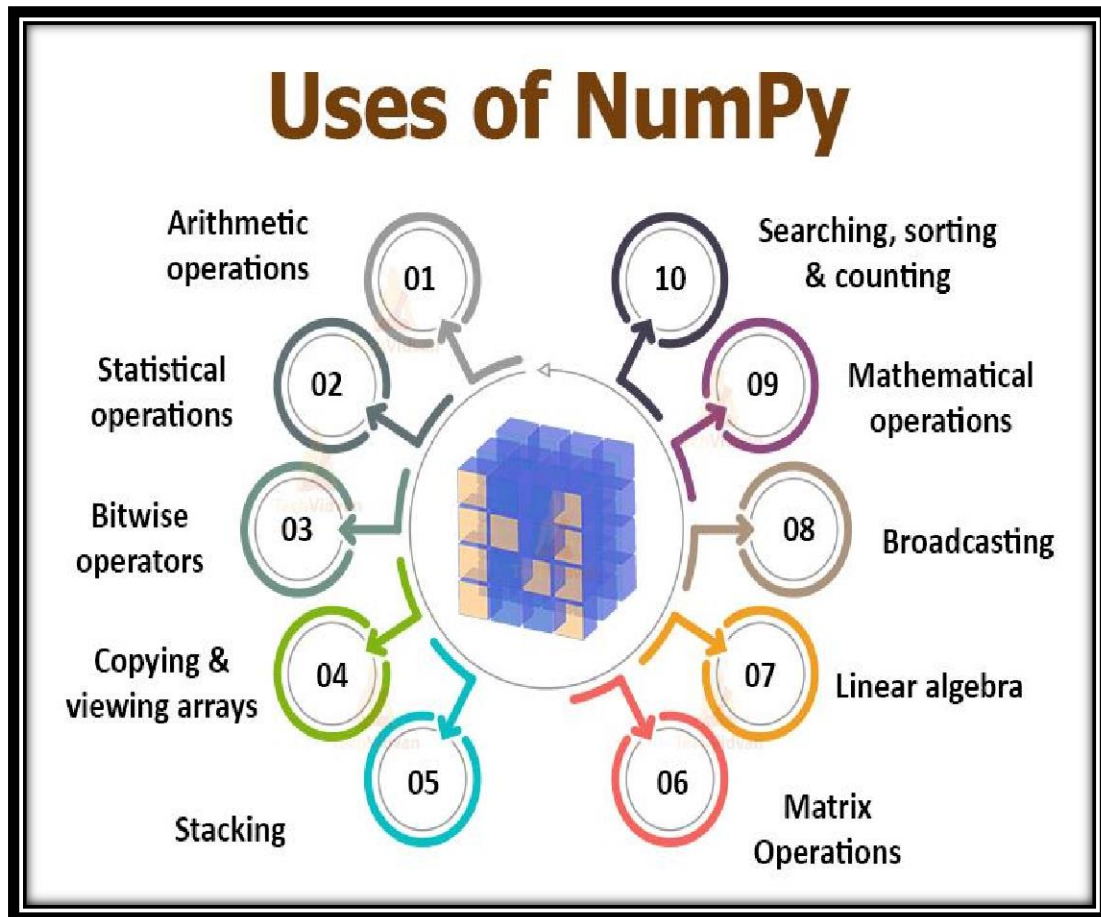 Uses of NumPy
Arithmetic
operations
01
Statistical
operations
02
Bitwise
operators
03
Copying &
viewing arrays
04
Stacking
05
06
Matrix
Operations
07
Linear algebra
08
Broadcasting
09
Mathematical
operations
10
Searching, sorting
& counting
TechVidvan